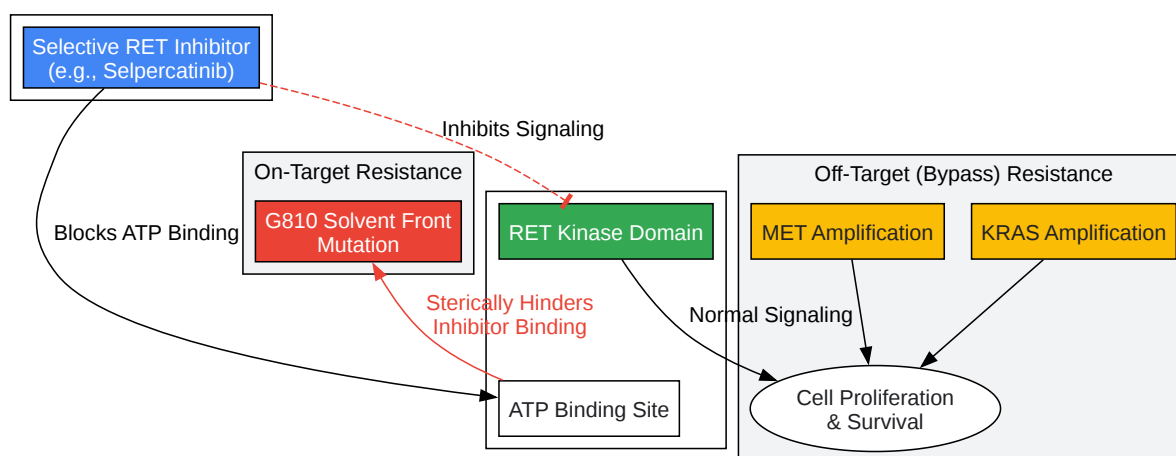 Selective RET Inhibitor
(e.g., Selpercatinib)
Inhibits Signaling
On-Target Resistance
Off-Target (Bypass) Resistance
G810 Solvent Front
Mutation
RET Kinase Domain
MET Amplification
KRAS Amplification
Blocks ATP Binding
Sterically Hinders
Inhibitor Binding
Normal Signaling
ATP Binding Site
Cell Proliferation
& Survival